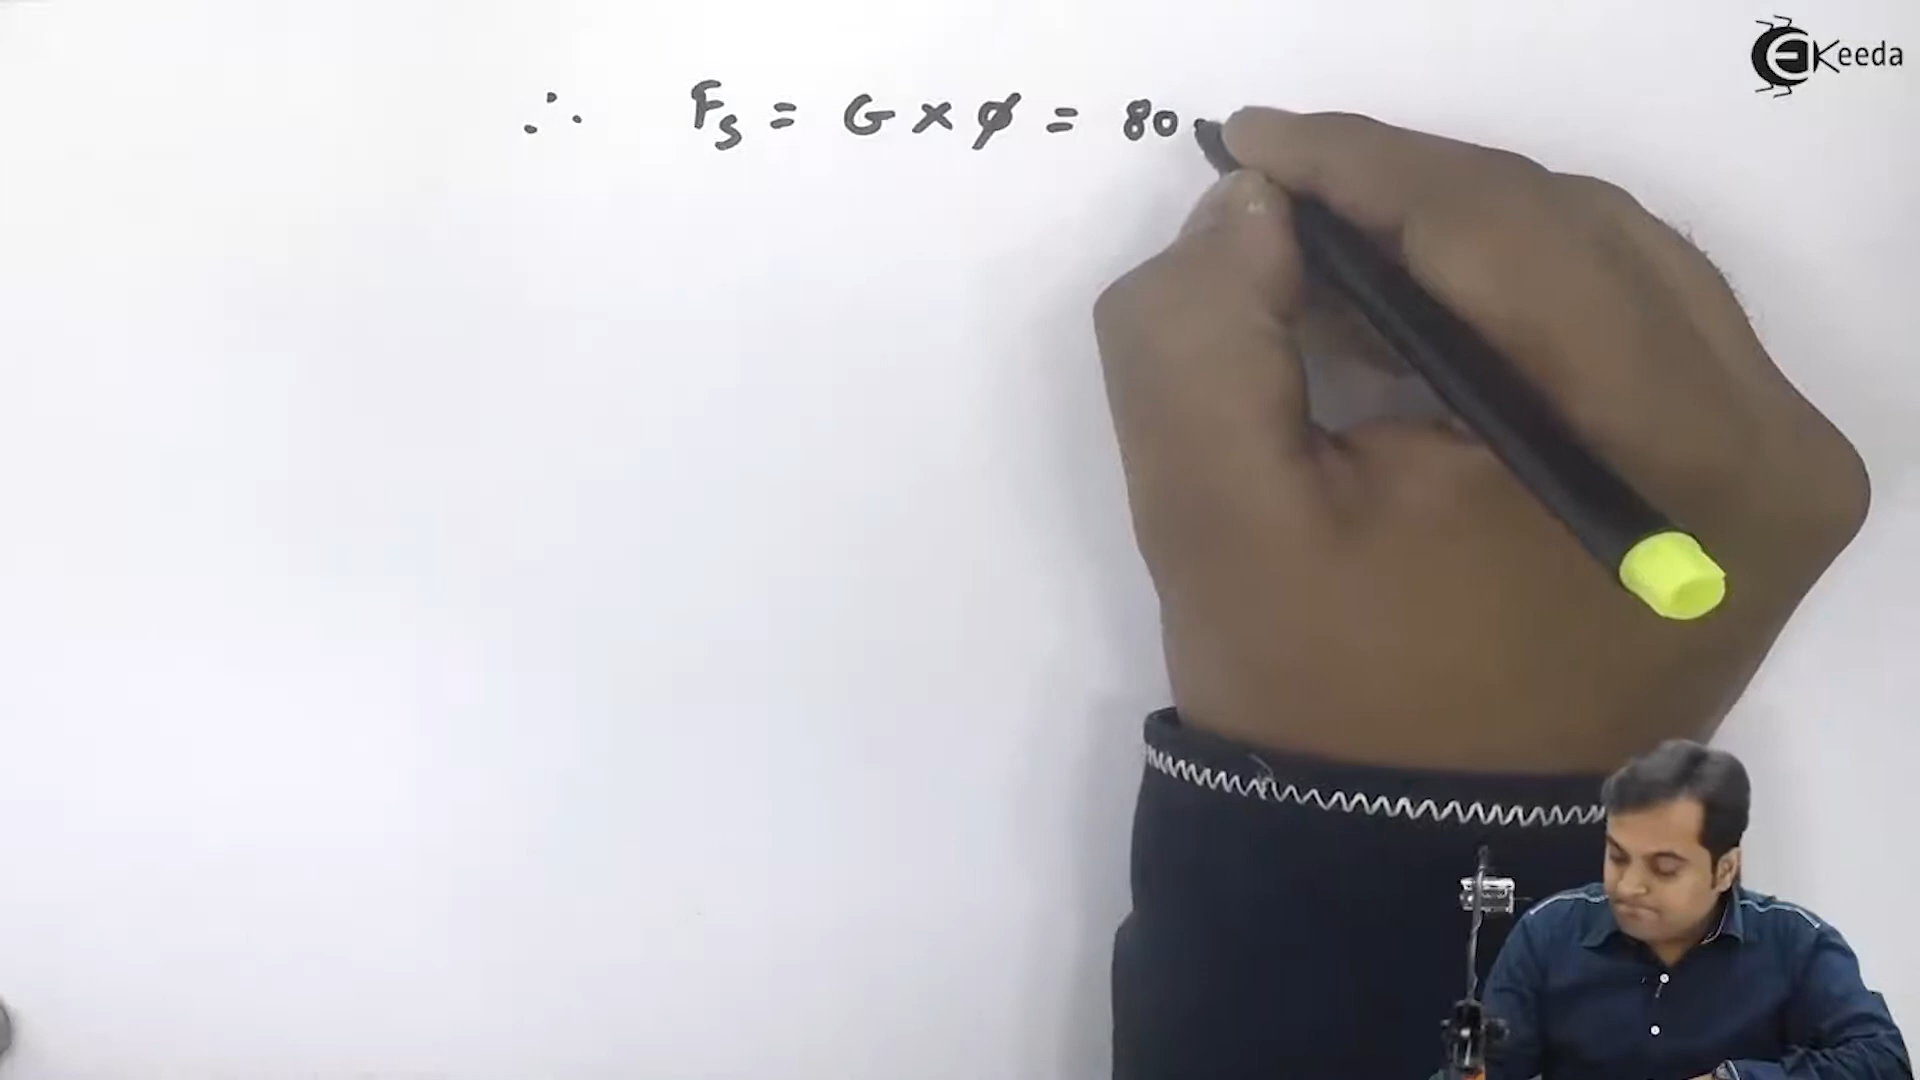 EKeeda
∴ Fs = G × φ = 80